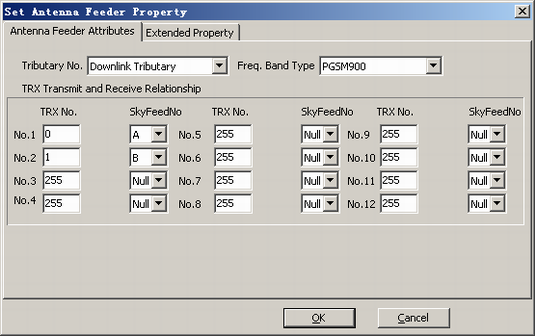 Set Antenna Feeder Property
Antenna Feeder Attributes Extended Property
Tributary No. Downlink Tributary Freq. Band Type PGSM900
TRX Transmit and Receive Relationship
TRX No. SkyFeedNo TRX No. SkyFeedNo TRX No. SkyFeedNo
No.1 0 A No.5 255 Null No.9 255 Null
No.2 1 B No.6 255 Null No.10 255 Null
No.3 255 Null No.7 255 Null No.11 255 Null
No.4 255 Null No.8 255 Null No.12 255 Null
OK Cancel